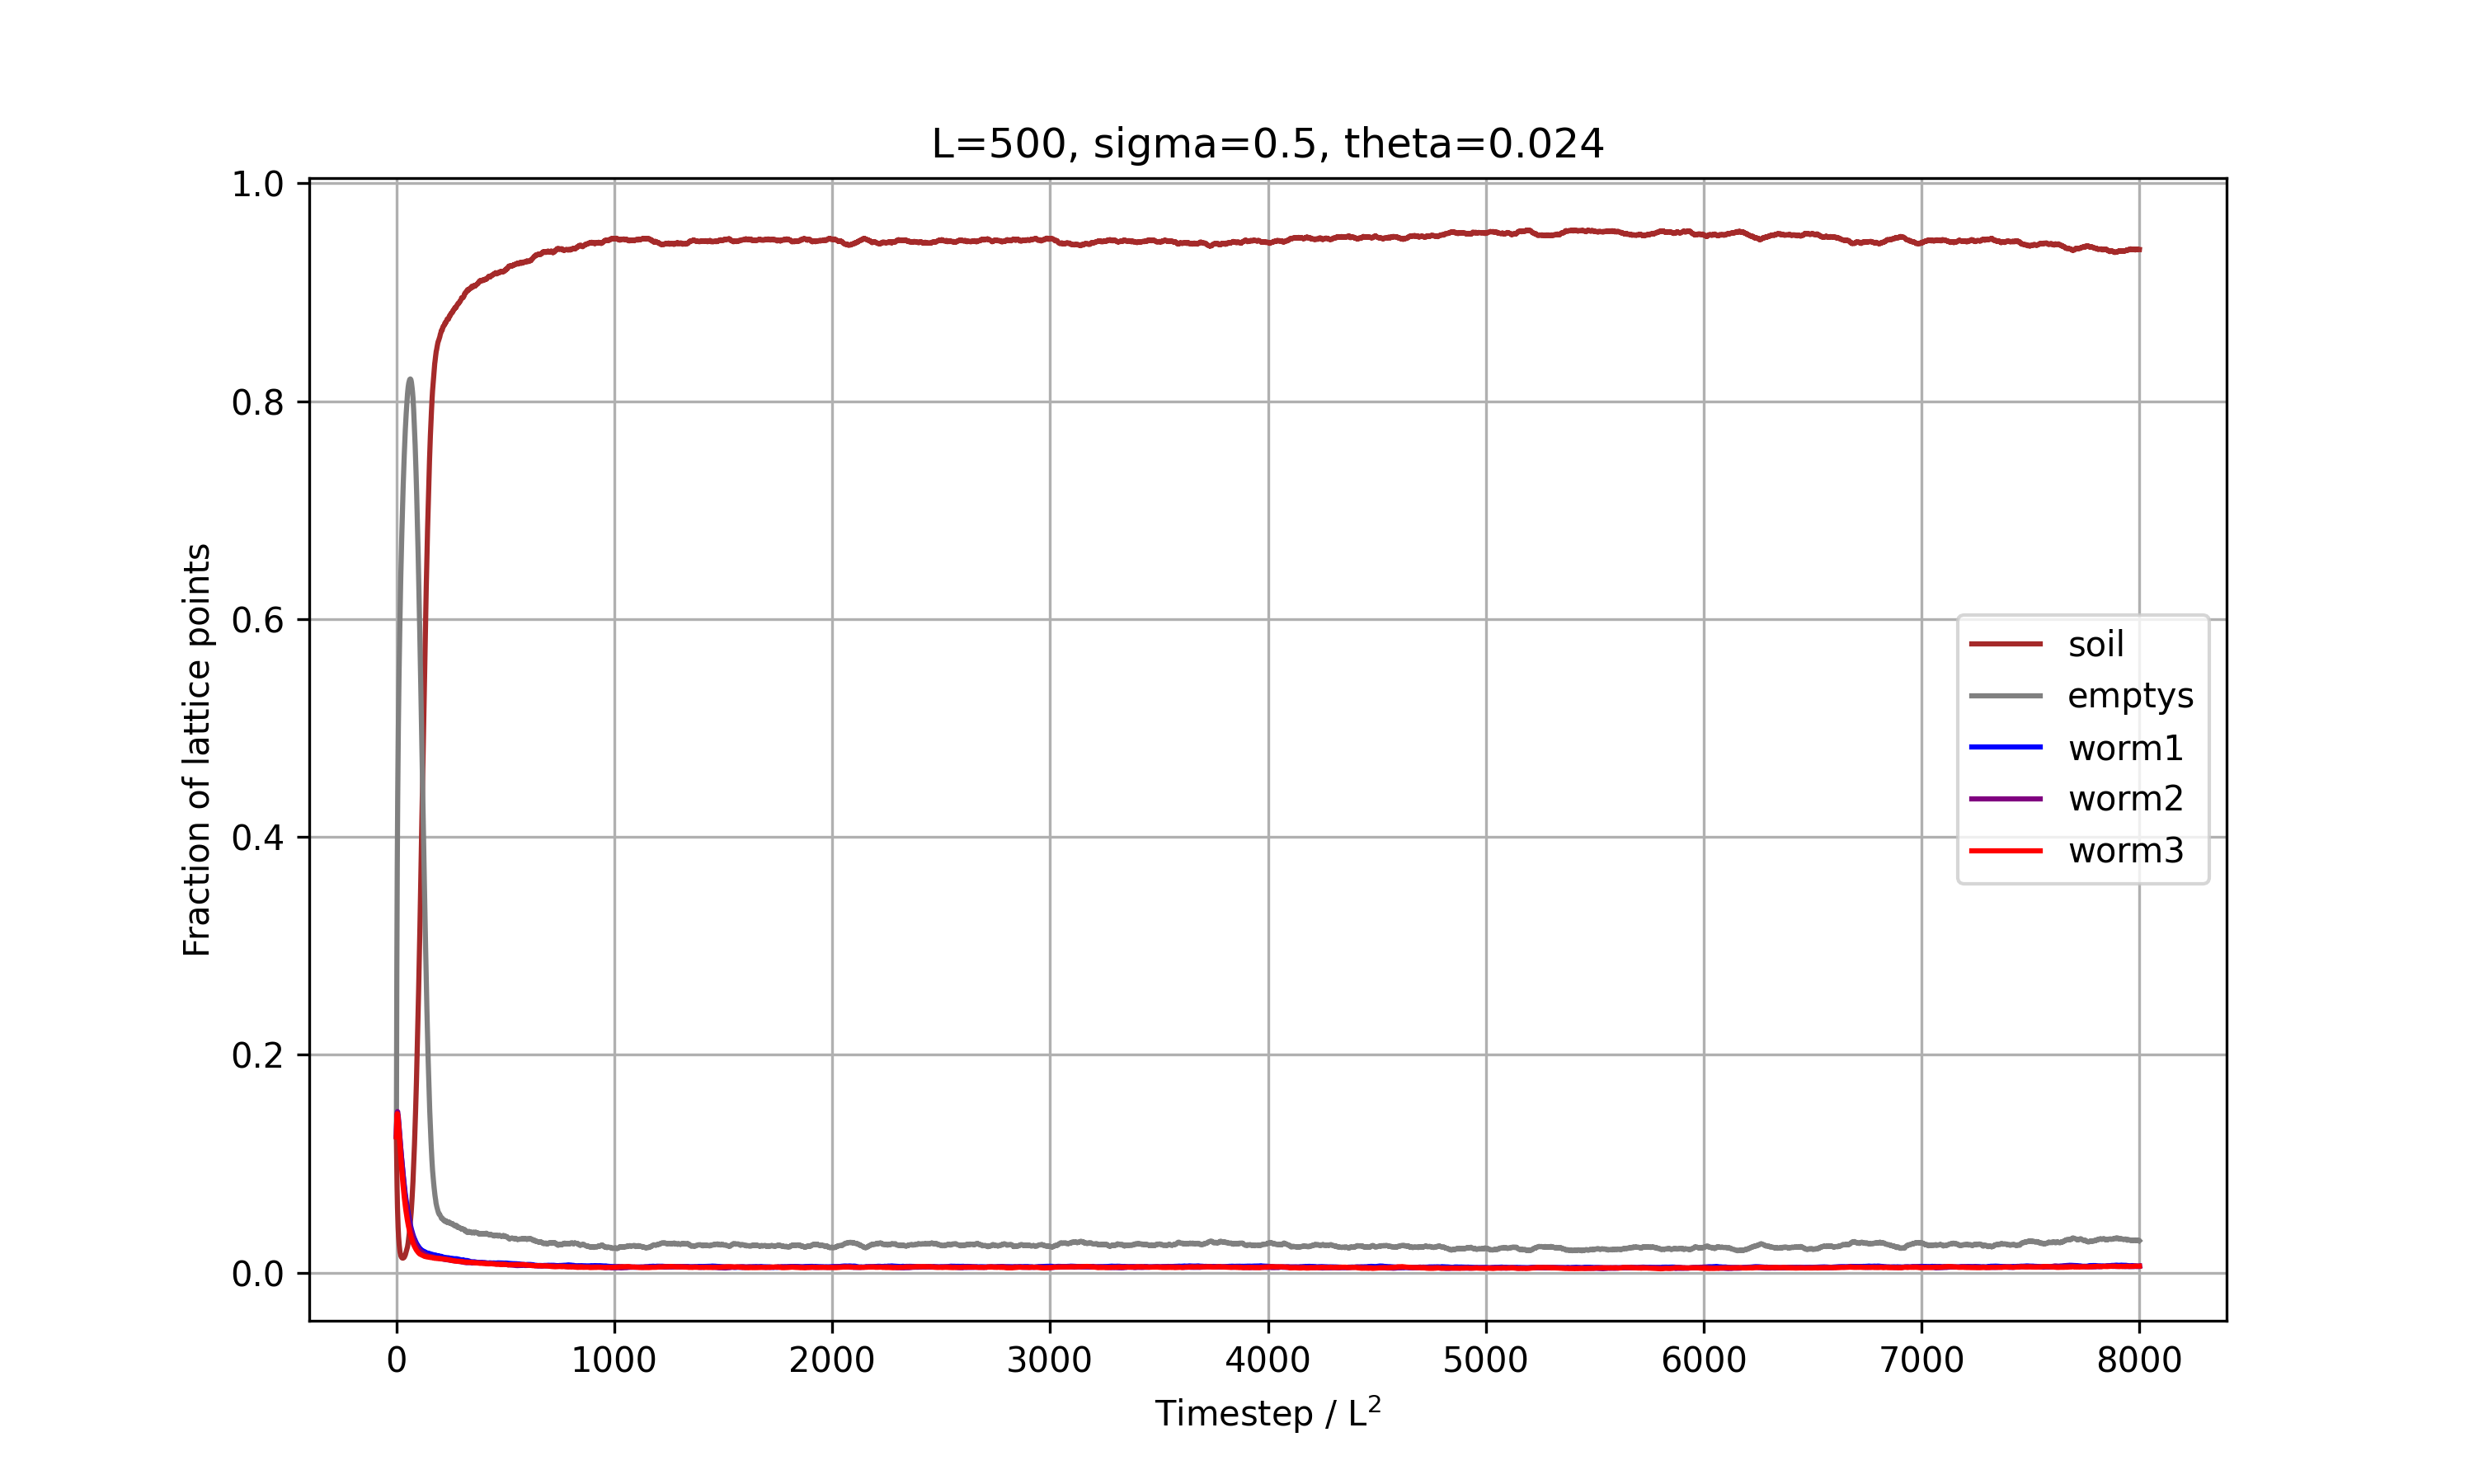 L=500, sigma=0.5, theta=0.024
1.0
0.8
0.6
0.4
0.2
0.0
Fraction of lattice points
soil
emptys
worm1
worm2
worm3
0 1000 2000 3000 4000 5000 6000 7000 8000
Timestep / L²